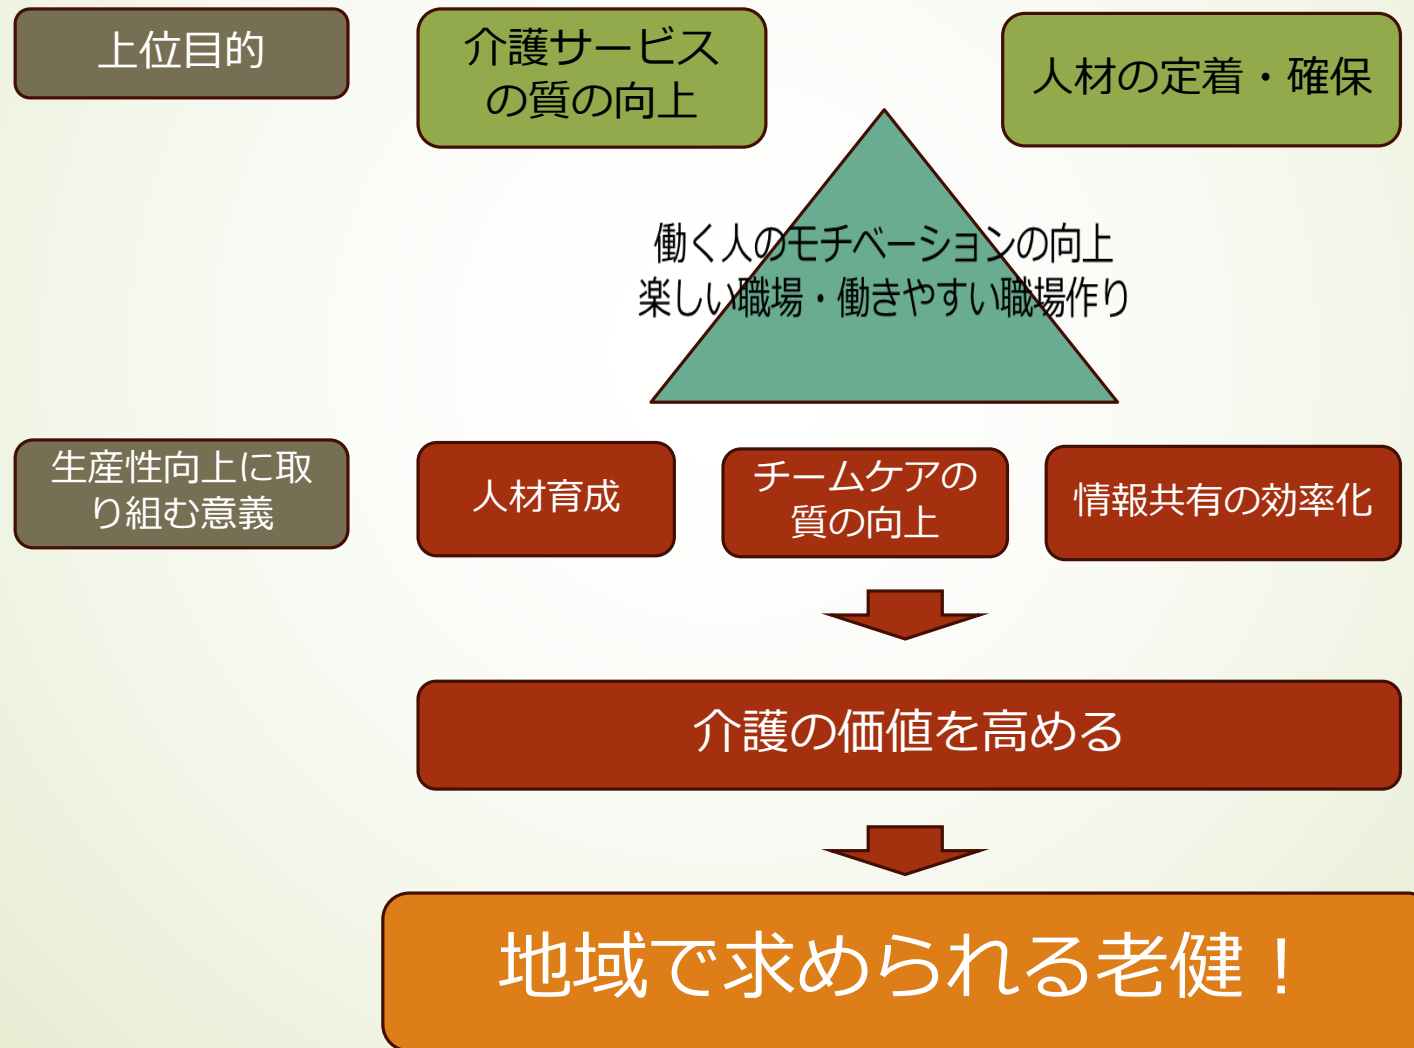 上位目的
介護サービス
の質の向上
人材の定着・確保
働く人のモチベーションの向上
楽しい職場・働きやすい職場作り
生産性向上に取
り組む意義
人材育成
チームケアの
質の向上
情報共有の効率化
介護の価値を高める
地域で求められる老健！